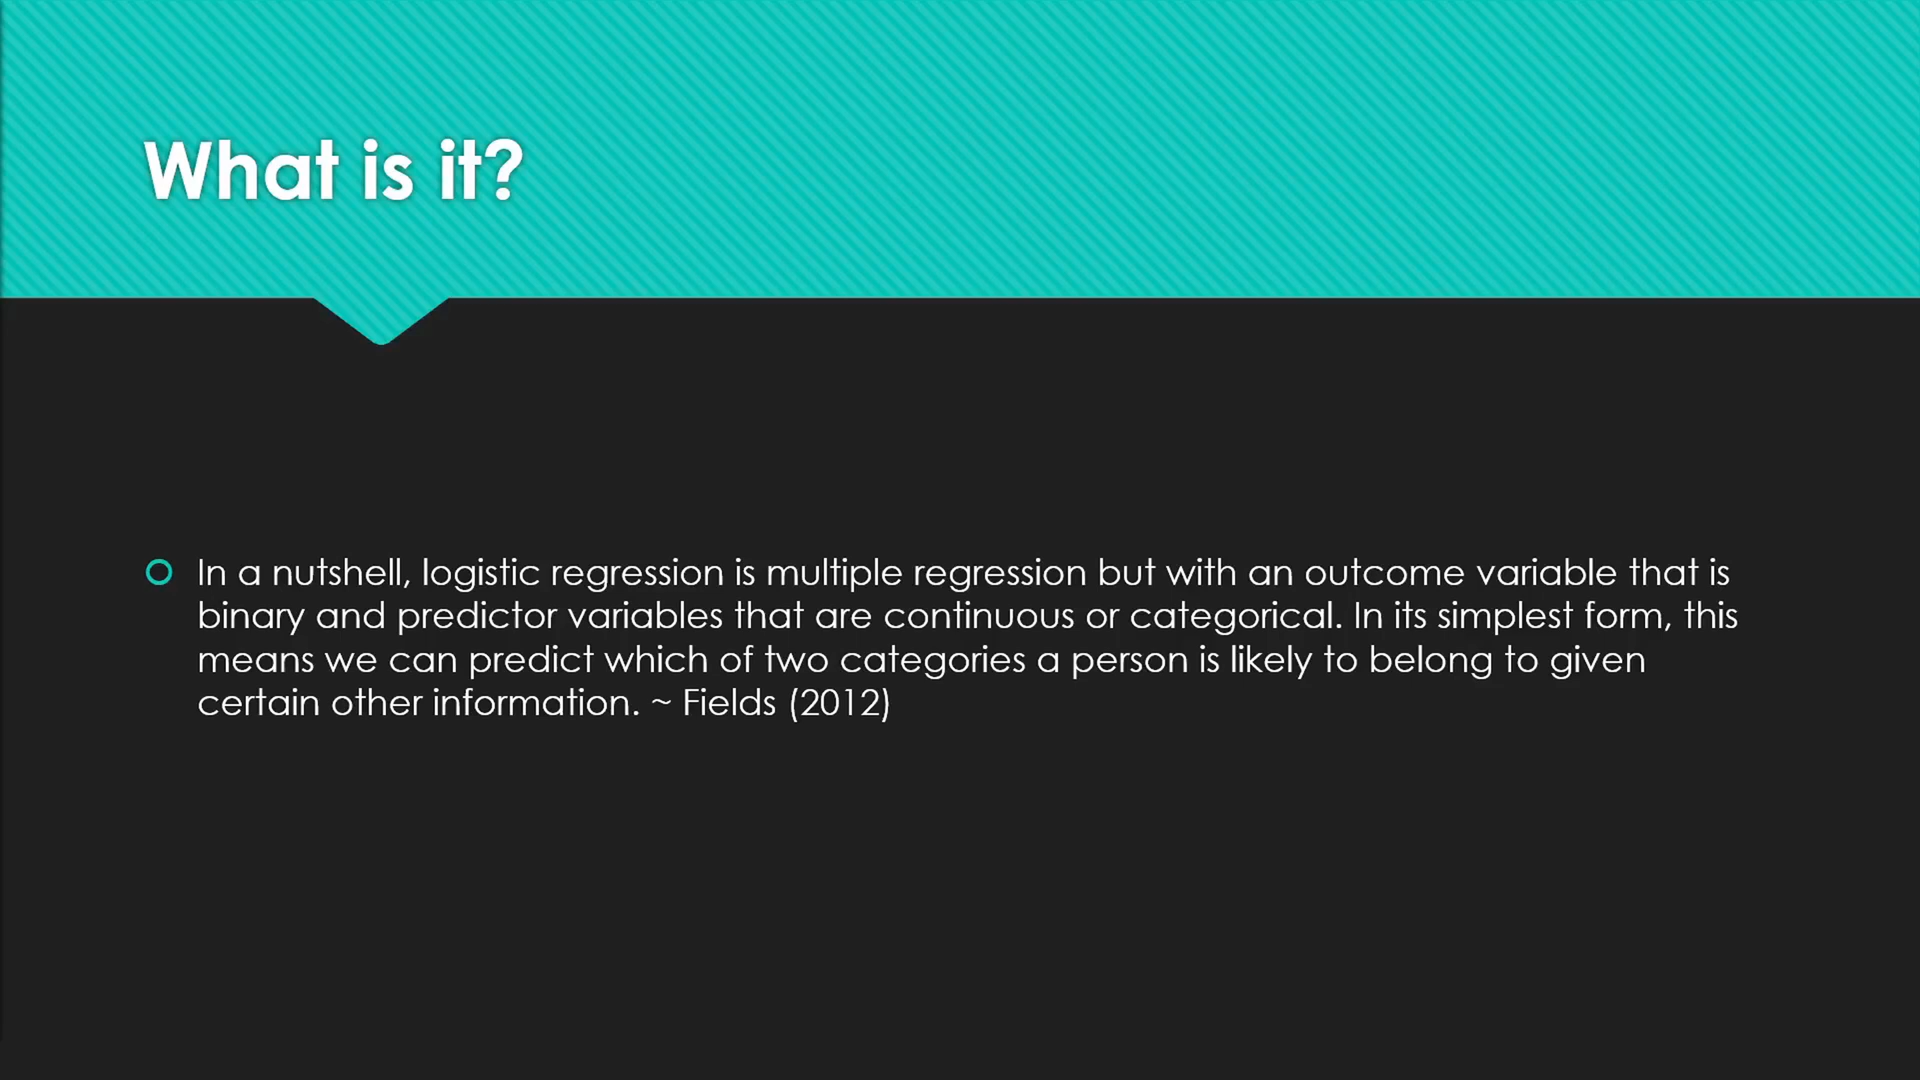 What is it?
In a nutshell, logistic regression is multiple regression but with an outcome variable that is
binary and predictor variables that are continuous or categorical. In its simplest form, this
means we can predict which of two categories a person is likely to belong to given
certain other information. ~ Fields (2012)